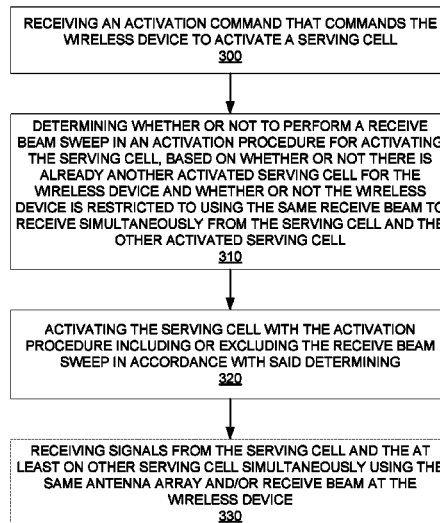 RECEIVING AN ACTIVATION COMMAND THAT COMMANDS THE
WIRELESS DEVICE TO ACTIVATE A SERVING CELL
300
DETERMINING WHETHER OR NOT TO PERFORM A RECEIVE
BEAM SWEEP IN AN ACTIVATION PROCEDURE FOR ACTIVATING
THE SERVING CELL, BASED ON WHETHER OR NOT THERE IS
ALREADY ANOTHER ACTIVATED SERVING CELL FOR THE
WIRELESS DEVICE AND WHETHER OR NOT THE WIRELESS
DEVICE IS RESTRICTED TO USING THE SAME RECEIVE BEAM TO
RECEIVE SIMULTANEOUSLY FROM THE SERVING CELL AND THE
OTHER ACTIVATED SERVING CELL
310
ACTIVATING THE SERVING CELL WITH THE ACTIVATION
PROCEDURE INCLUDING OR EXCLUDING THE RECEIVE BEAM
SWEEP IN ACCORDANCE WITH SAID DETERMINING
320
RECEIVING SIGNALS FROM THE SERVING CELL AND THE AT
LEAST ON OTHER SERVING CELL SIMULTANEOUSLY USING THE
SAME ANTENNA ARRAY AND/OR RECEIVE BEAM AT THE
WIRELESS DEVICE
330